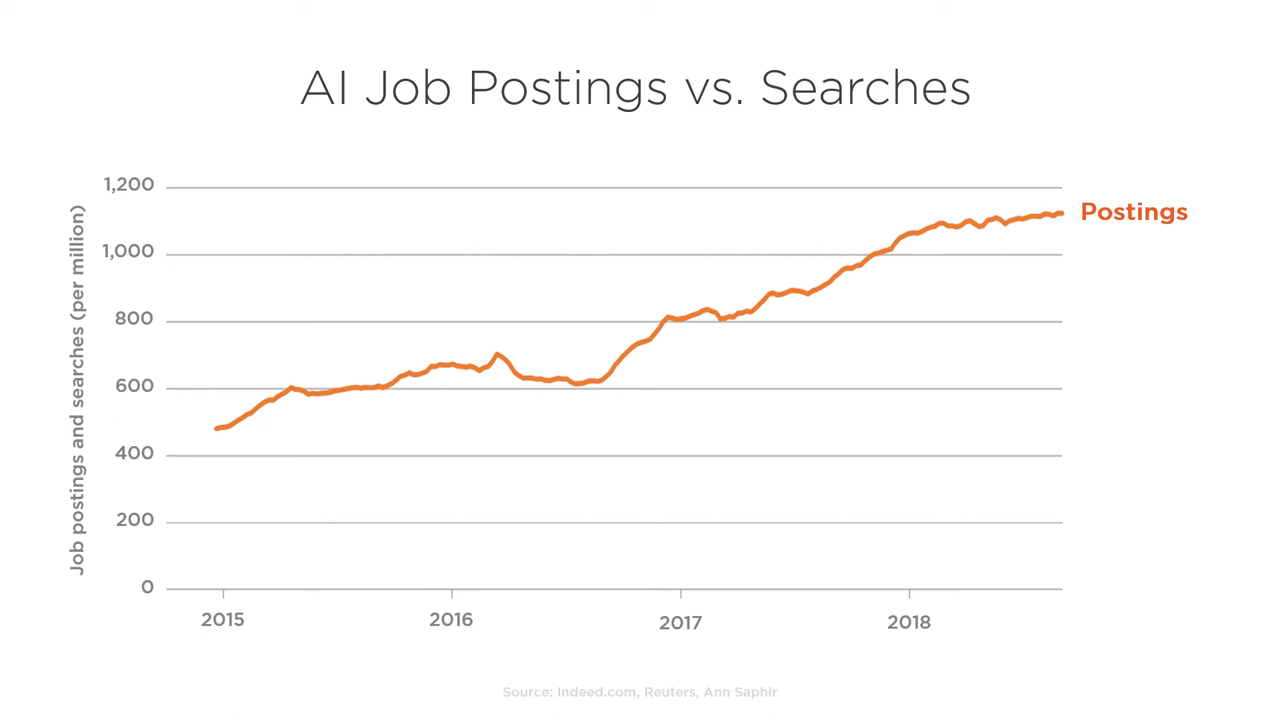 AI Job Postings vs. Searches
Job postings and searches (per million)
1,200
1,000
800
600
400
200
0
Postings
2015
2016
2017
2018
Source: Indeed.com, Reuters, Ann Saphir